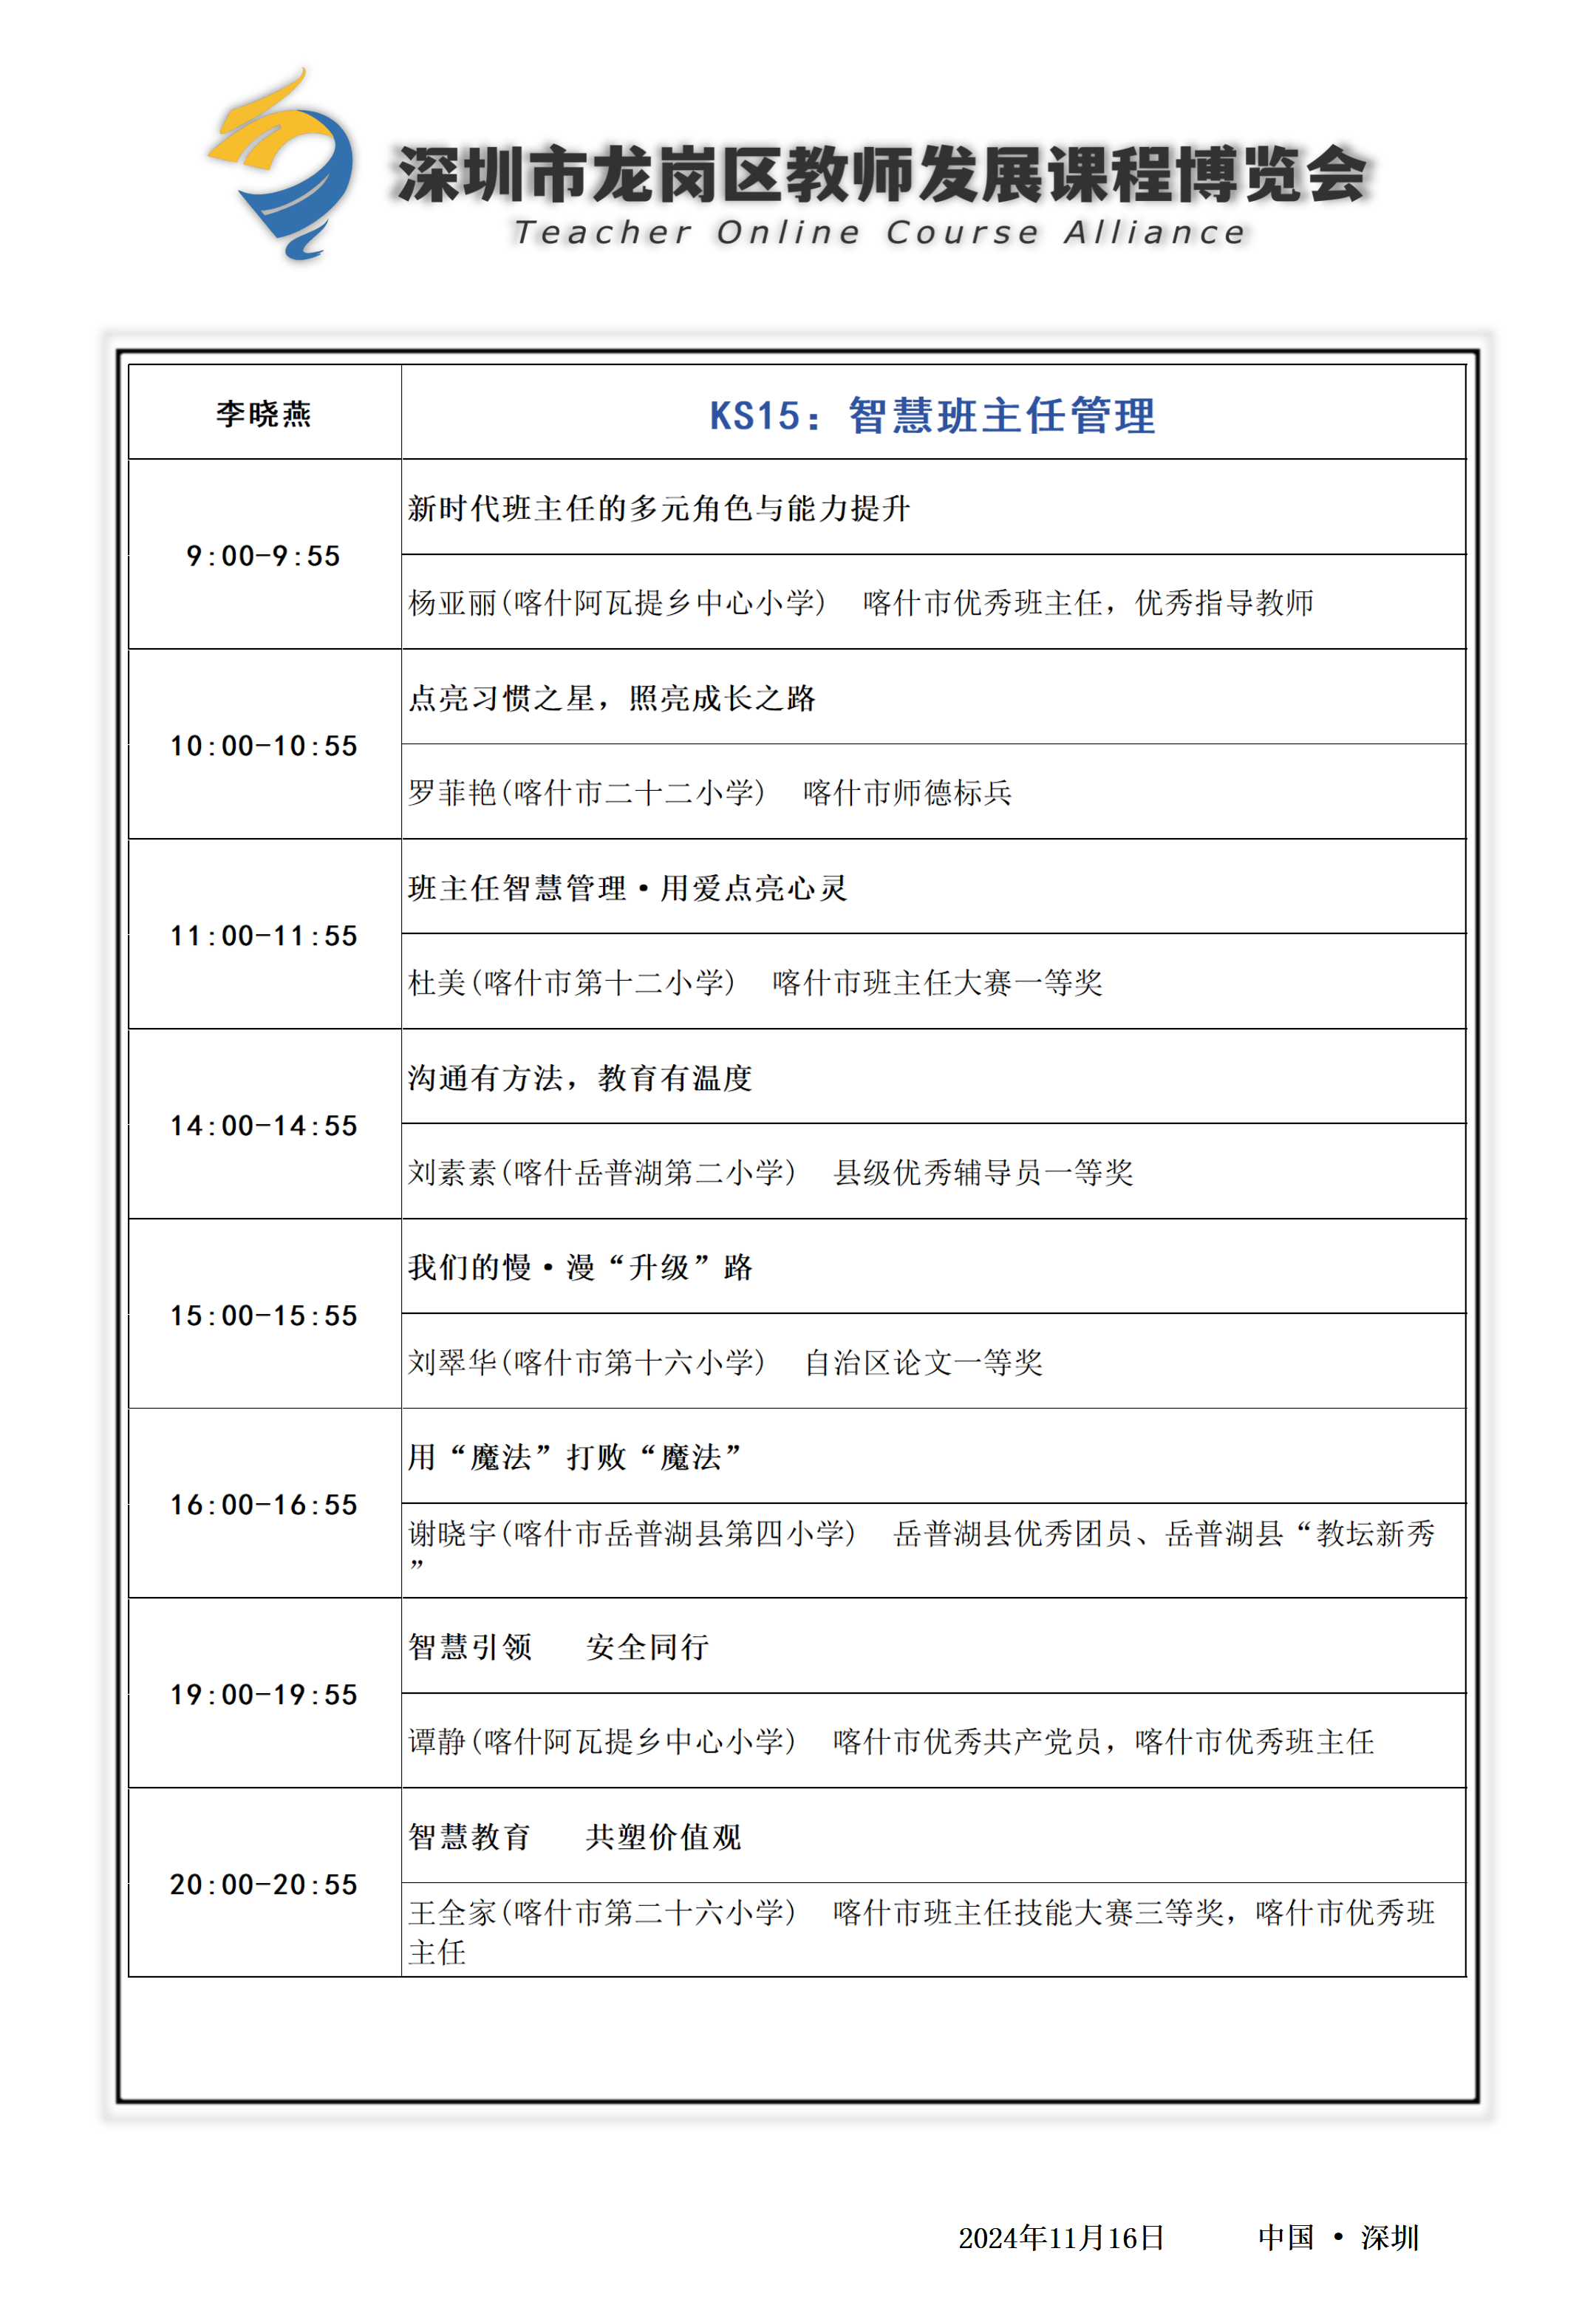 深圳市龙岗区教师发展课程博览会
Teacher Online Course Alliance
李晓燕
KS15：智慧班主任管理
9:00-9:55
新时代班主任的多元角色与能力提升
杨亚丽(喀什阿瓦提乡中心小学) 喀什市优秀班主任，优秀指导教师
10:00-10:55
点亮习惯之星，照亮成长之路
罗菲艳(喀什市二十二小学) 喀什市师德标兵
11:00-11:55
班主任智慧管理·用爱点亮心灵
杜美(喀什市第十二小学) 喀什市班主任大赛一等奖
14:00-14:55
沟通有方法，教育有温度
刘素素(喀什岳普湖第二小学) 县级优秀辅导员一等奖
15:00-15:55
我们的慢·漫“升级”路
刘翠华(喀什市第十六小学) 自治区论文一等奖
16:00-16:55
用“魔法”打败“魔法”
谢晓宇(喀什市岳普湖县第四小学) 岳普湖县优秀团员、岳普湖县“教坛新秀
”
19:00-19:55
智慧引领 安全同行
谭静(喀什阿瓦提乡中心小学) 喀什市优秀共产党员，喀什市优秀班主任
20:00-20:55
智慧教育 共塑价值观
王全家(喀什市第二十六小学) 喀什市班主任技能大赛三等奖，喀什市优秀班
主任
2024年11月16日 中国 · 深圳